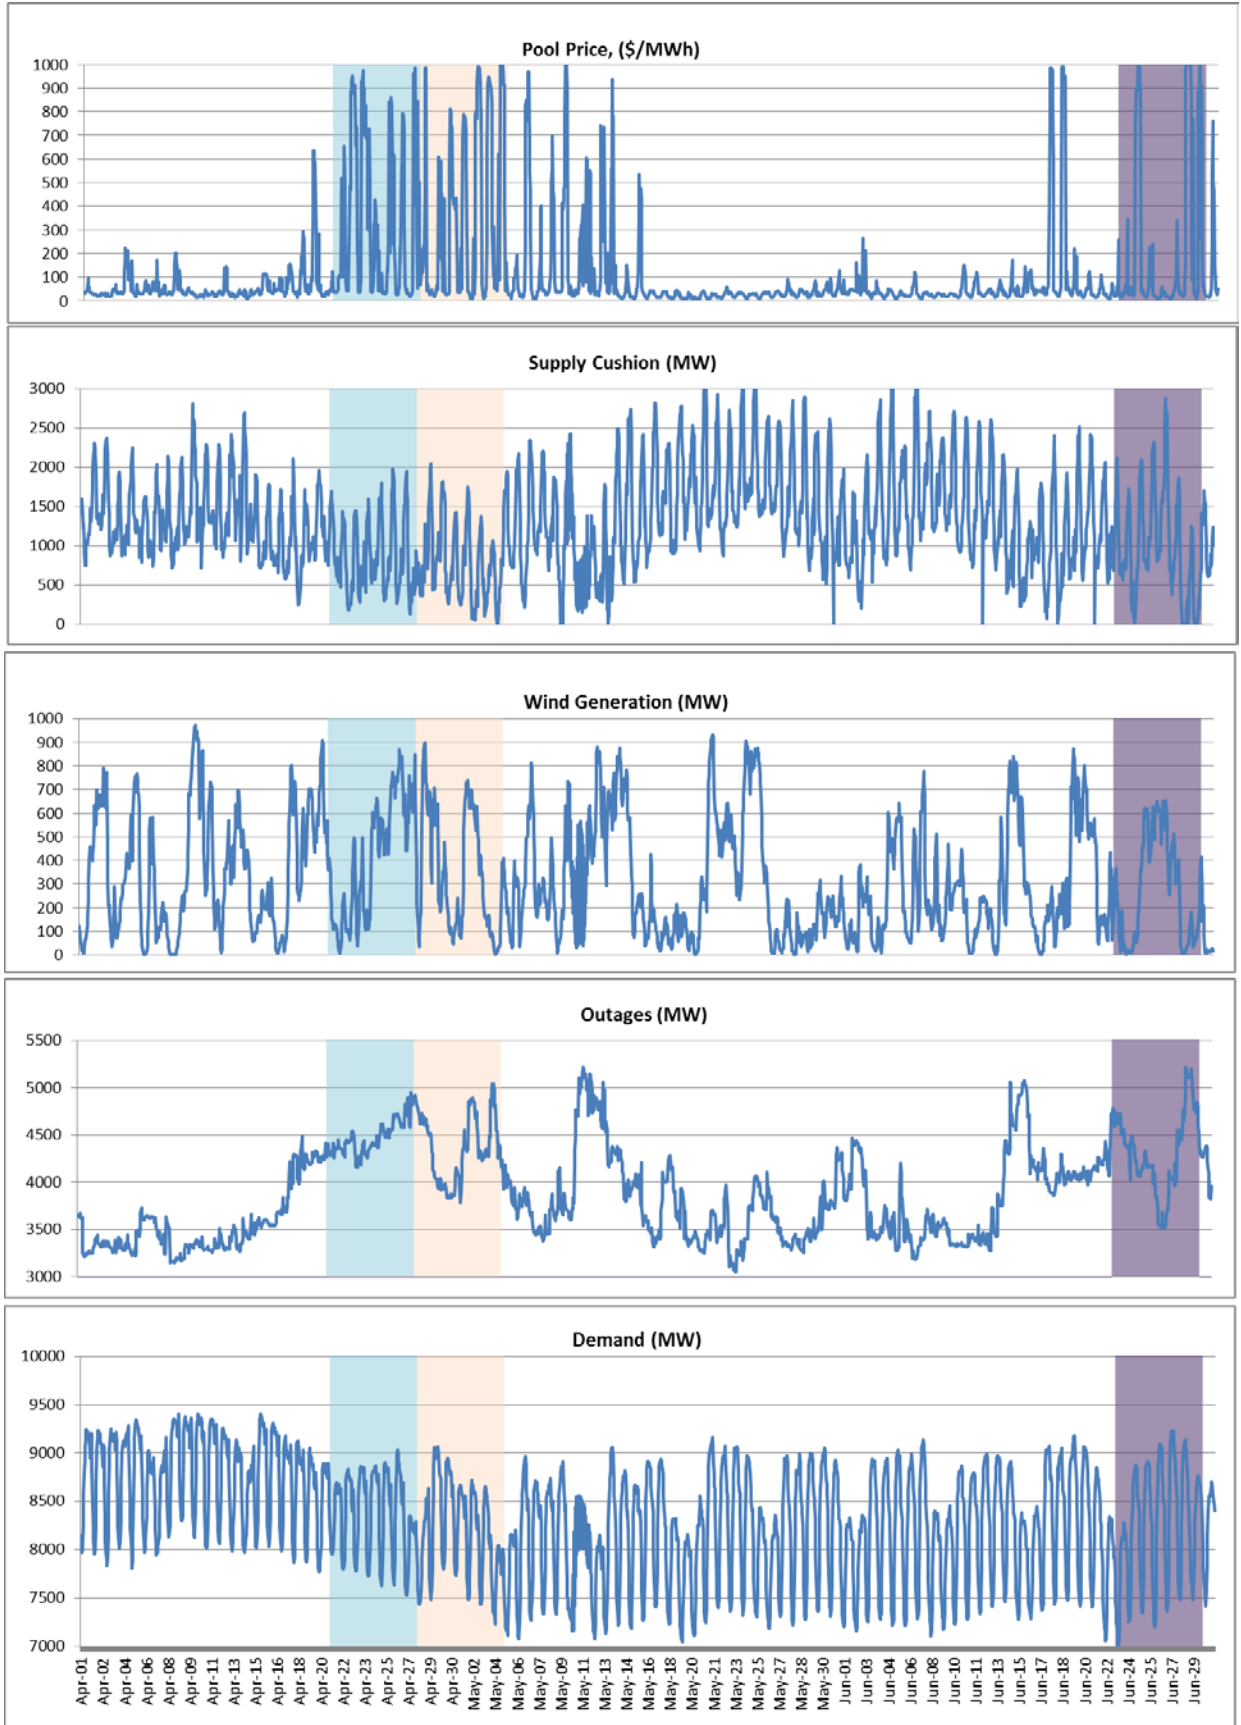 Pool Price, ($/MWh)
1000
900
800
700
600
500
400
300
200
100
0
Supply Cushion (MW)
3000
2500
2000
1500
1000
500
0
Wind Generation (MW)
1000
900
800
700
600
500
400
300
200
100
0
Outages (MW)
5500
5000
4500
4000
3500
3000
Demand (MW)
10000
9500
9000
8500
8000
7500
7000
Apr-01
Apr-02
Apr-04
Apr-06
Apr-08
Apr-09
Apr-11
Apr-13
Apr-15
Apr-16
Apr-18
Apr-20
Apr-22
Apr-23
Apr-25
Apr-27
Apr-29
Apr-30
May-02
May-04
May-06
May-07
May-09
May-11
May-13
May-14
May-16
May-18
May-20
May-21
May-23
May-25
May-27
May-28
May-30
Jun-01
Jun-03
Jun-04
Jun-06
Jun-08
Jun-10
Jun-11
Jun-13
Jun-15
Jun-17
Jun-18
Jun-20
Jun-22
Jun-24
Jun-25
Jun-27
Jun-29